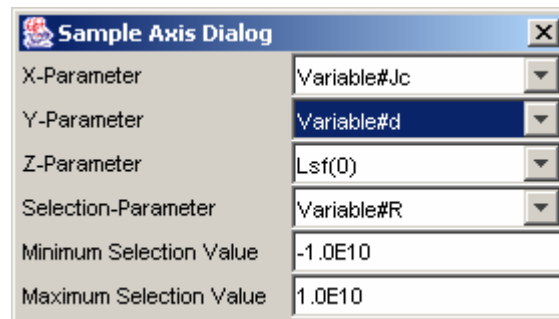 Sample Axis Dialog
X-Parameter Variable#Jc
Y-Parameter Variable#d
Z-Parameter Lsf(0)
Selection-Parameter Variable#R
Minimum Selection Value -1.0E10
Maximum Selection Value 1.0E10